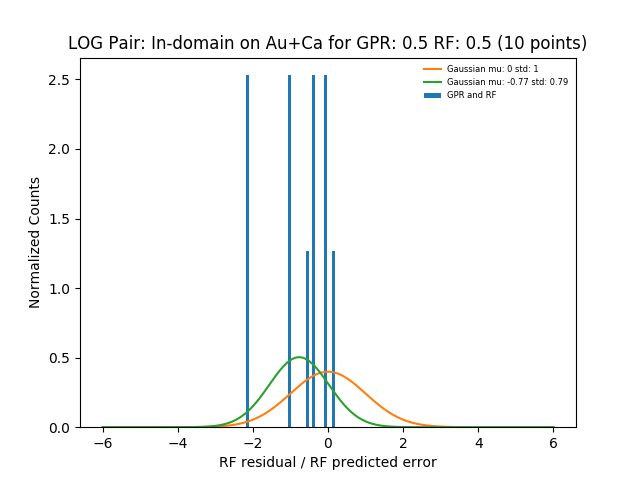 LOG Pair: In-domain on Au+Ca for GPR: 0.5 RF: 0.5 (10 points)
Gaussian mu: 0 std: 1
Gaussian mu: -0.77 std: 0.79
GPR and RF
Normalized Counts
2.5
2.0
1.5
1.0
0.5
0.0
−6
−4
−2
0
2
4
6
RF residual / RF predicted error